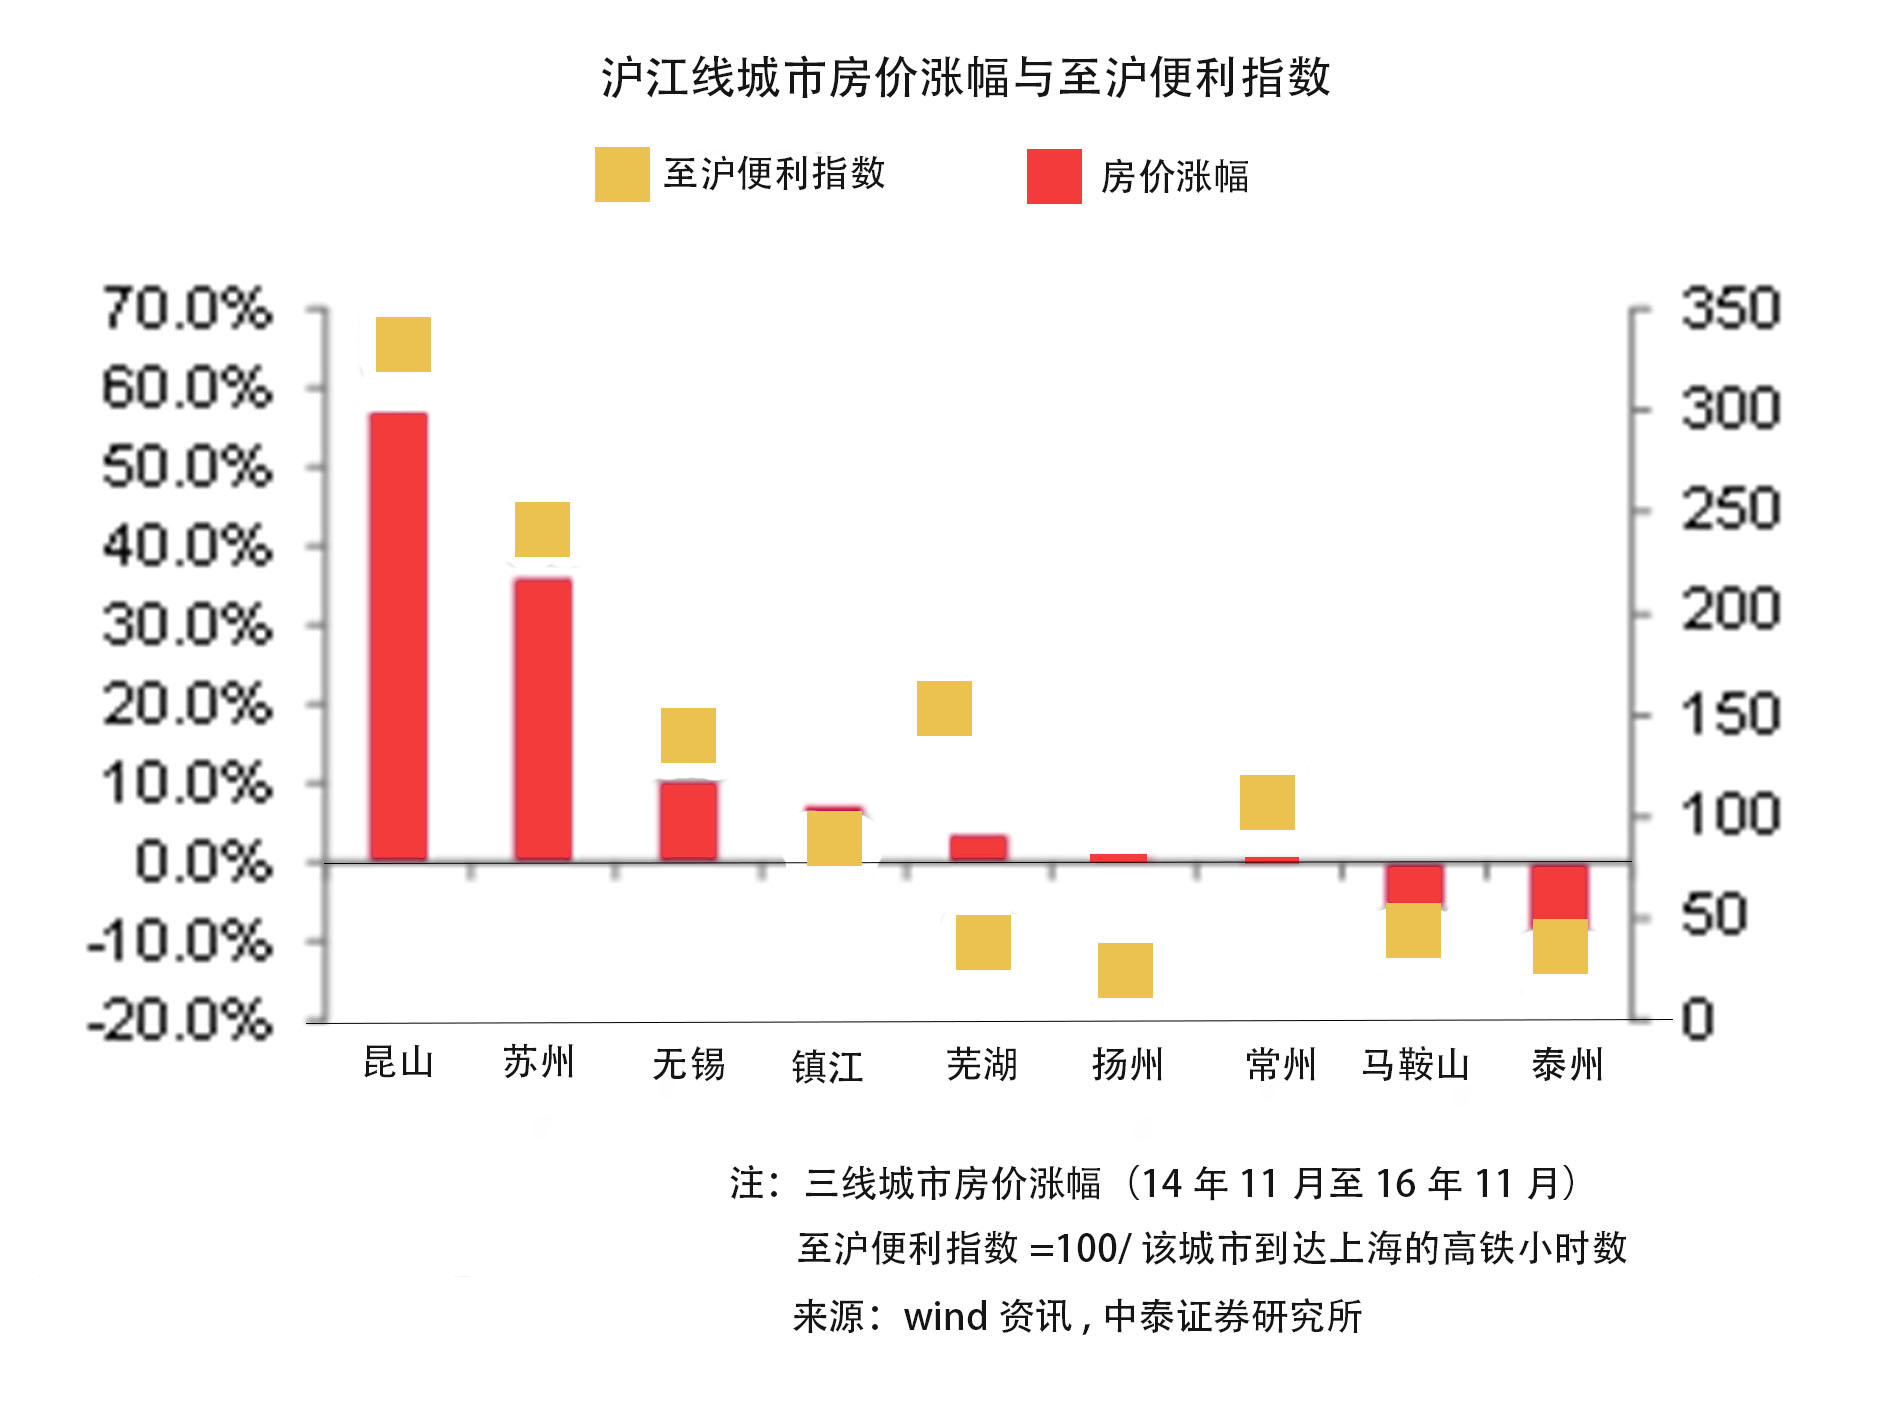 沪江线城市房价涨幅与至沪便利指数
至沪便利指数 房价涨幅
70.0% 350
60.0% 300
50.0% 250
40.0% 200
30.0% 150
20.0% 100
10.0% 50
0.0% 0
-10.0%
-20.0%
昆山 苏州 无锡 镇江 芜湖 扬州 常州 马鞍山 泰州
注：三线城市房价涨幅（14 年 11 月至 16 年 11 月）
至沪便利指数 =100/ 该城市到达上海的高铁小时数
来源：wind 资讯 , 中泰证券研究所